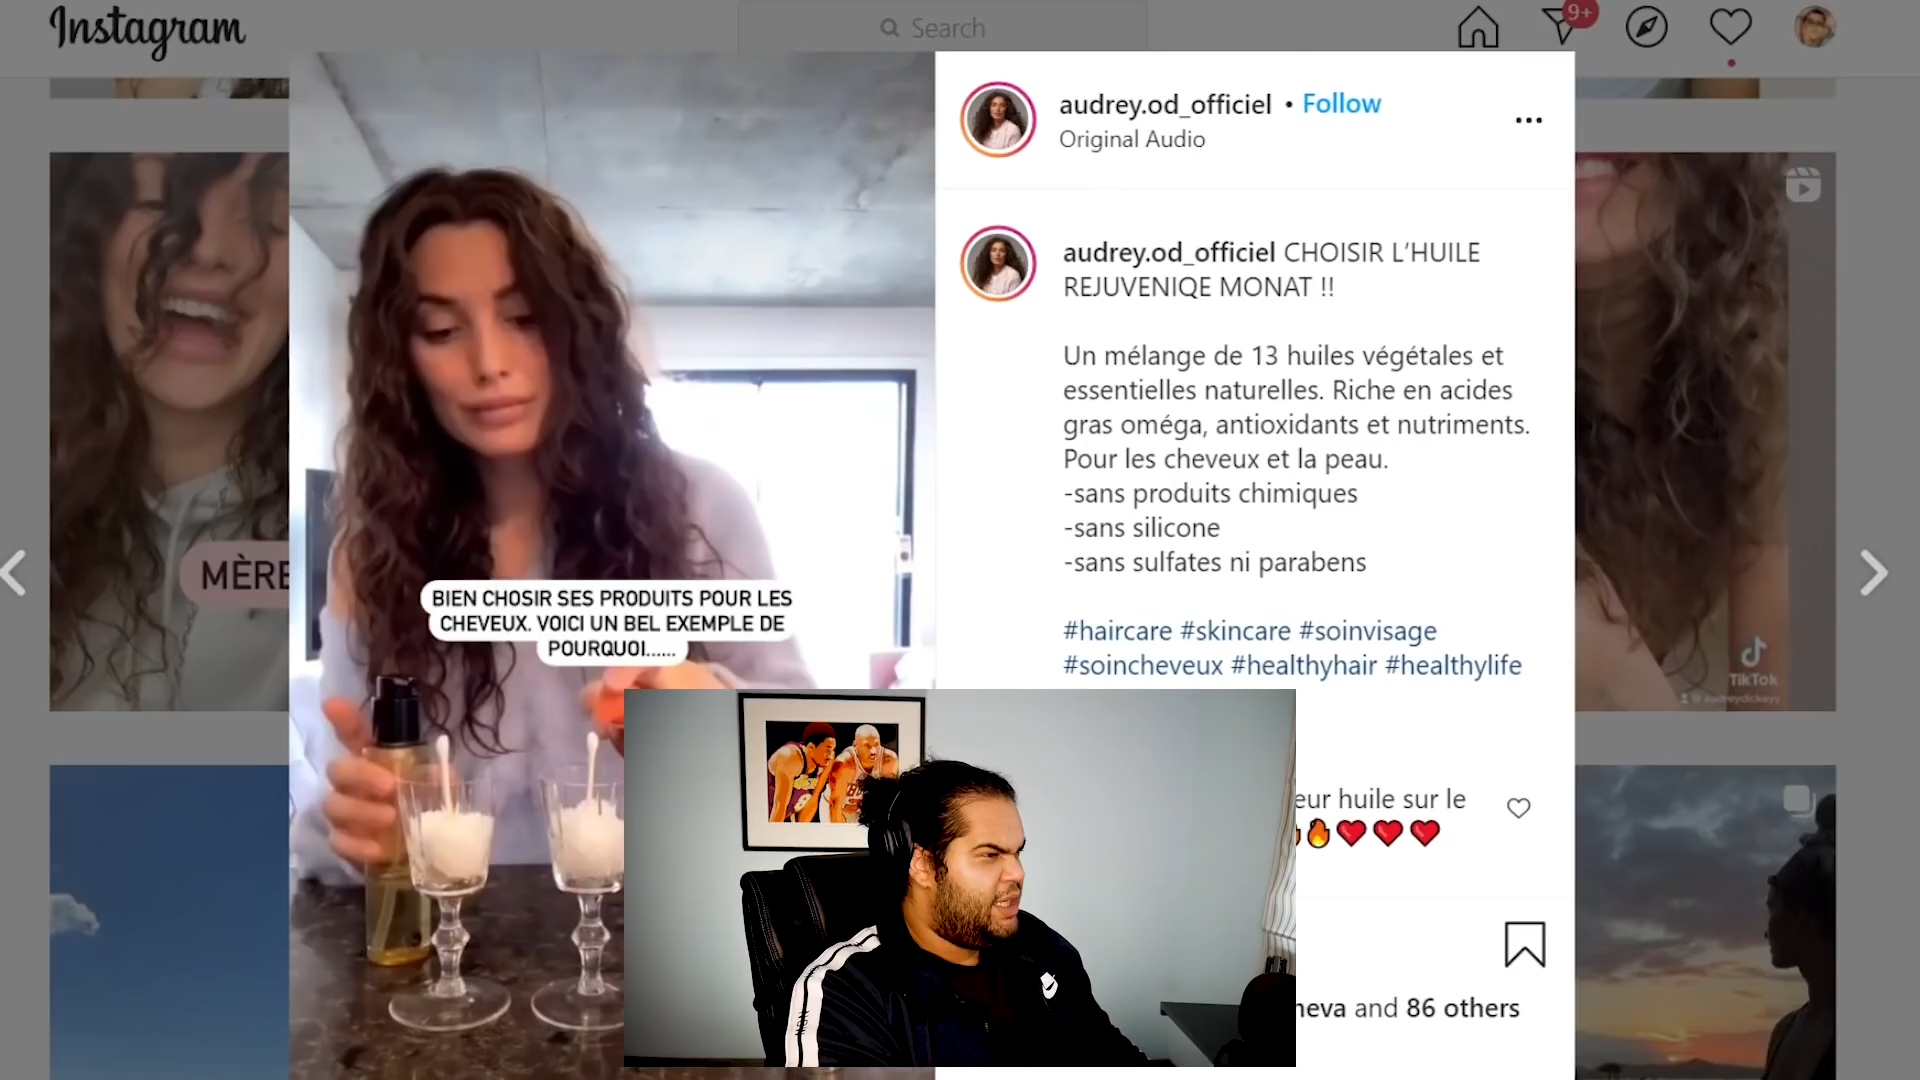 Instagram
Search
9+
audrey.od_officiel • Follow
Original Audio
audrey.od_officiel CHOISIR L’HUILE
REJUVENIQE MONAT !!
Un mélange de 13 huiles végétales et
essentielles naturelles. Riche en acides
gras oméga, antioxidants et nutriments.
Pour les cheveux et la peau.
-sans produits chimiques
-sans silicone
-sans sulfates ni parabens
#haircare #skincare #soinvisage
#soincheveux #healthyhair #healthylife
MÈRE
BIEN CHOSIR SES PRODUITS POUR LES
CHEVEUX. VOICI UN BEL EXEMPLE DE
POURQUOI......
TikTok
eur huile sur le
neva and 86 others
8